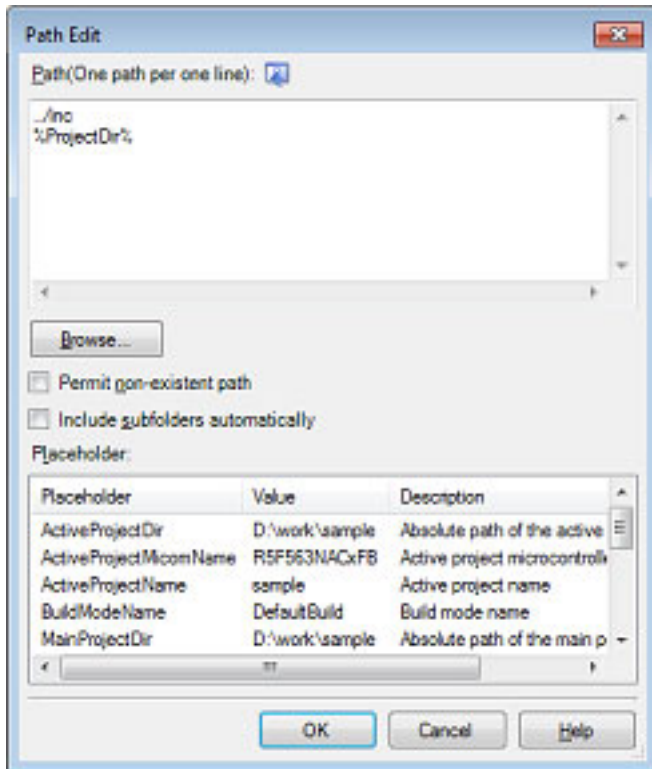 Path Edit
Path(One path per one line):
../inc
%ProjectDir%
Browse...
Permit non-existent path
Include subfolders automatically
Placeholder:
Placeholder Value Description
ActiveProjectDir D:\work\sample Absolute path of the active
ActiveProjectMicomName R5F563NACxFB Active project microcontrolle
ActiveProjectName sample Active project name
BuildModeName DefaultBuild Build mode name
MainProjectDir D:\work\sample Absolute path of the main p
OK Cancel Help